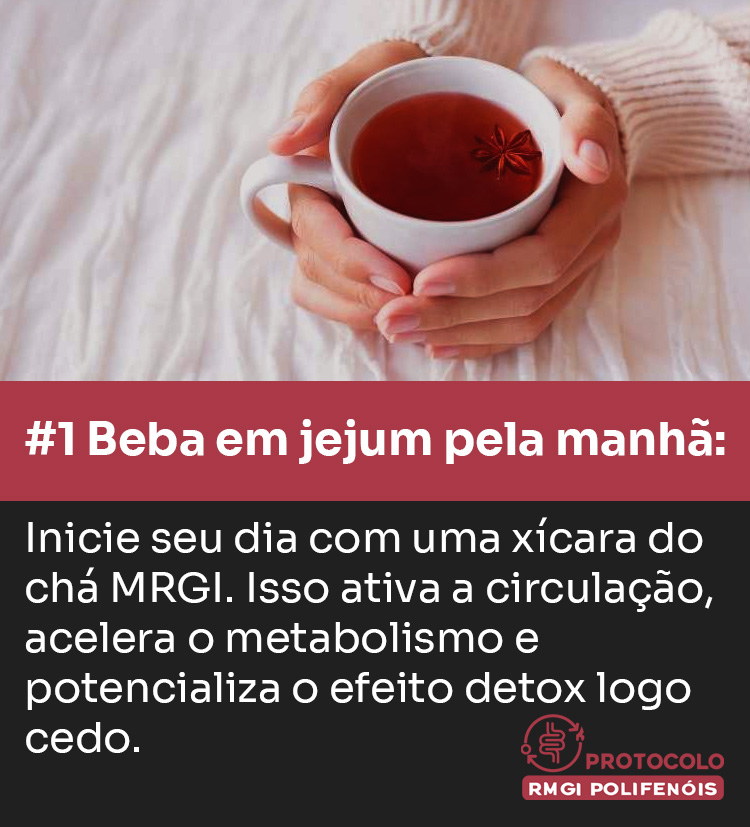 #1 Beba em jejum pela manhã:
Inicie seu dia com uma xícara do
chá MRGI. Isso ativa a circulação,
acelera o metabolismo e
potencializa o efeito detox logo
cedo.
PROTOCOLO
RMGI POLIFENÓIS